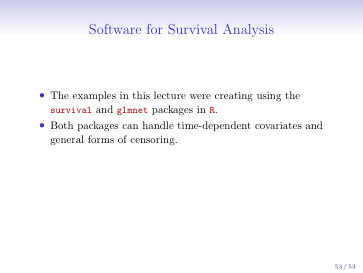 Software for Survival Analysis
• The examples in this lecture were creating using the
survival and glmnet packages in R.
• Both packages can handle time-dependent covariates and
general forms of censoring.
53 / 53